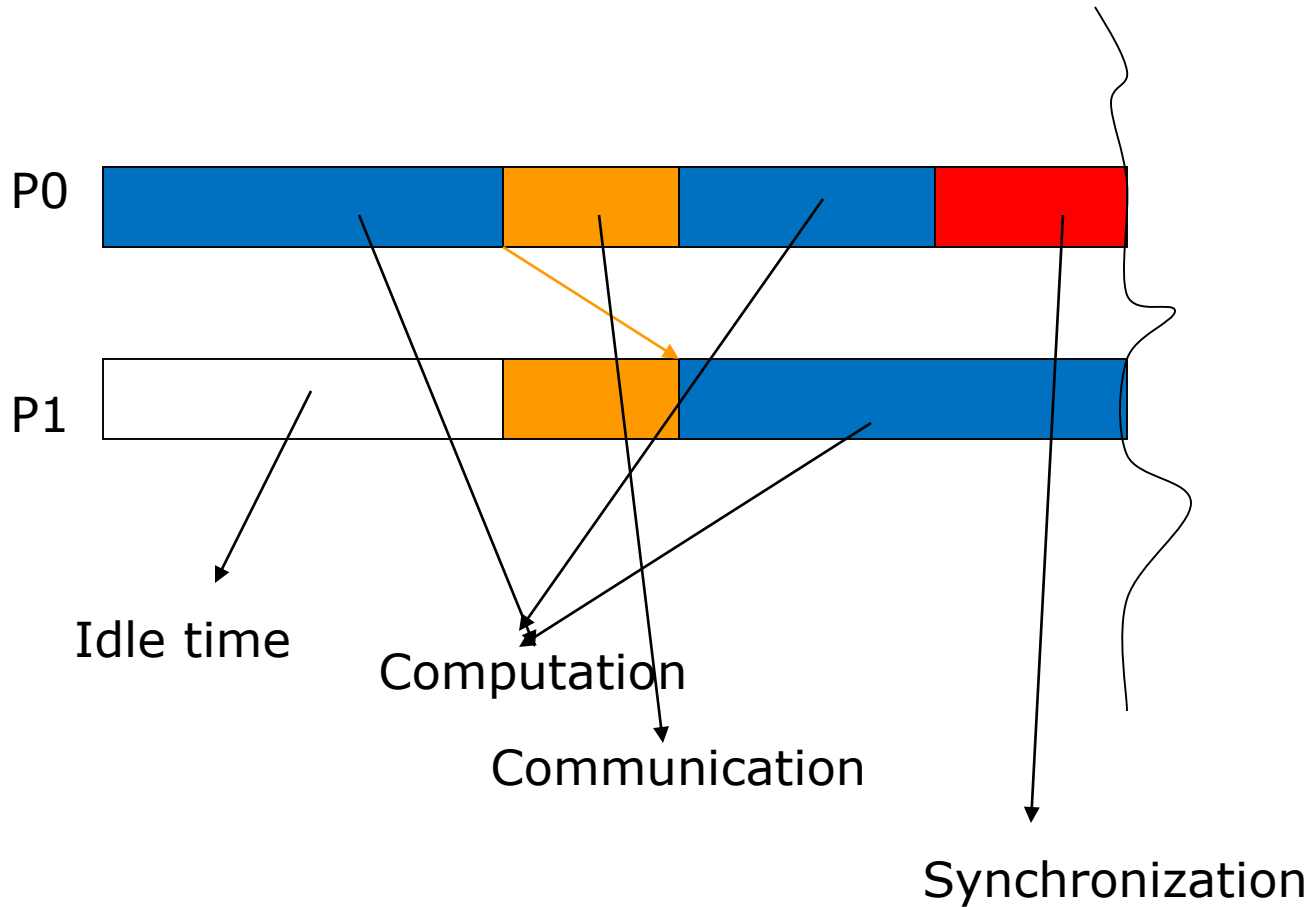 P0
P1
Idle time
Computation
Communication
Synchronization